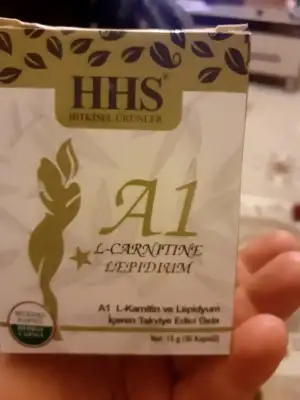 HHS®
BİTKİSEL ÜRÜNLER
A1
L-CARNITINE
LEPIDIUM
A1 L-Karnitin ve Lepidyum
İçeren Takviye Edici Gıda
Net: 15 g (30 Kapsül)